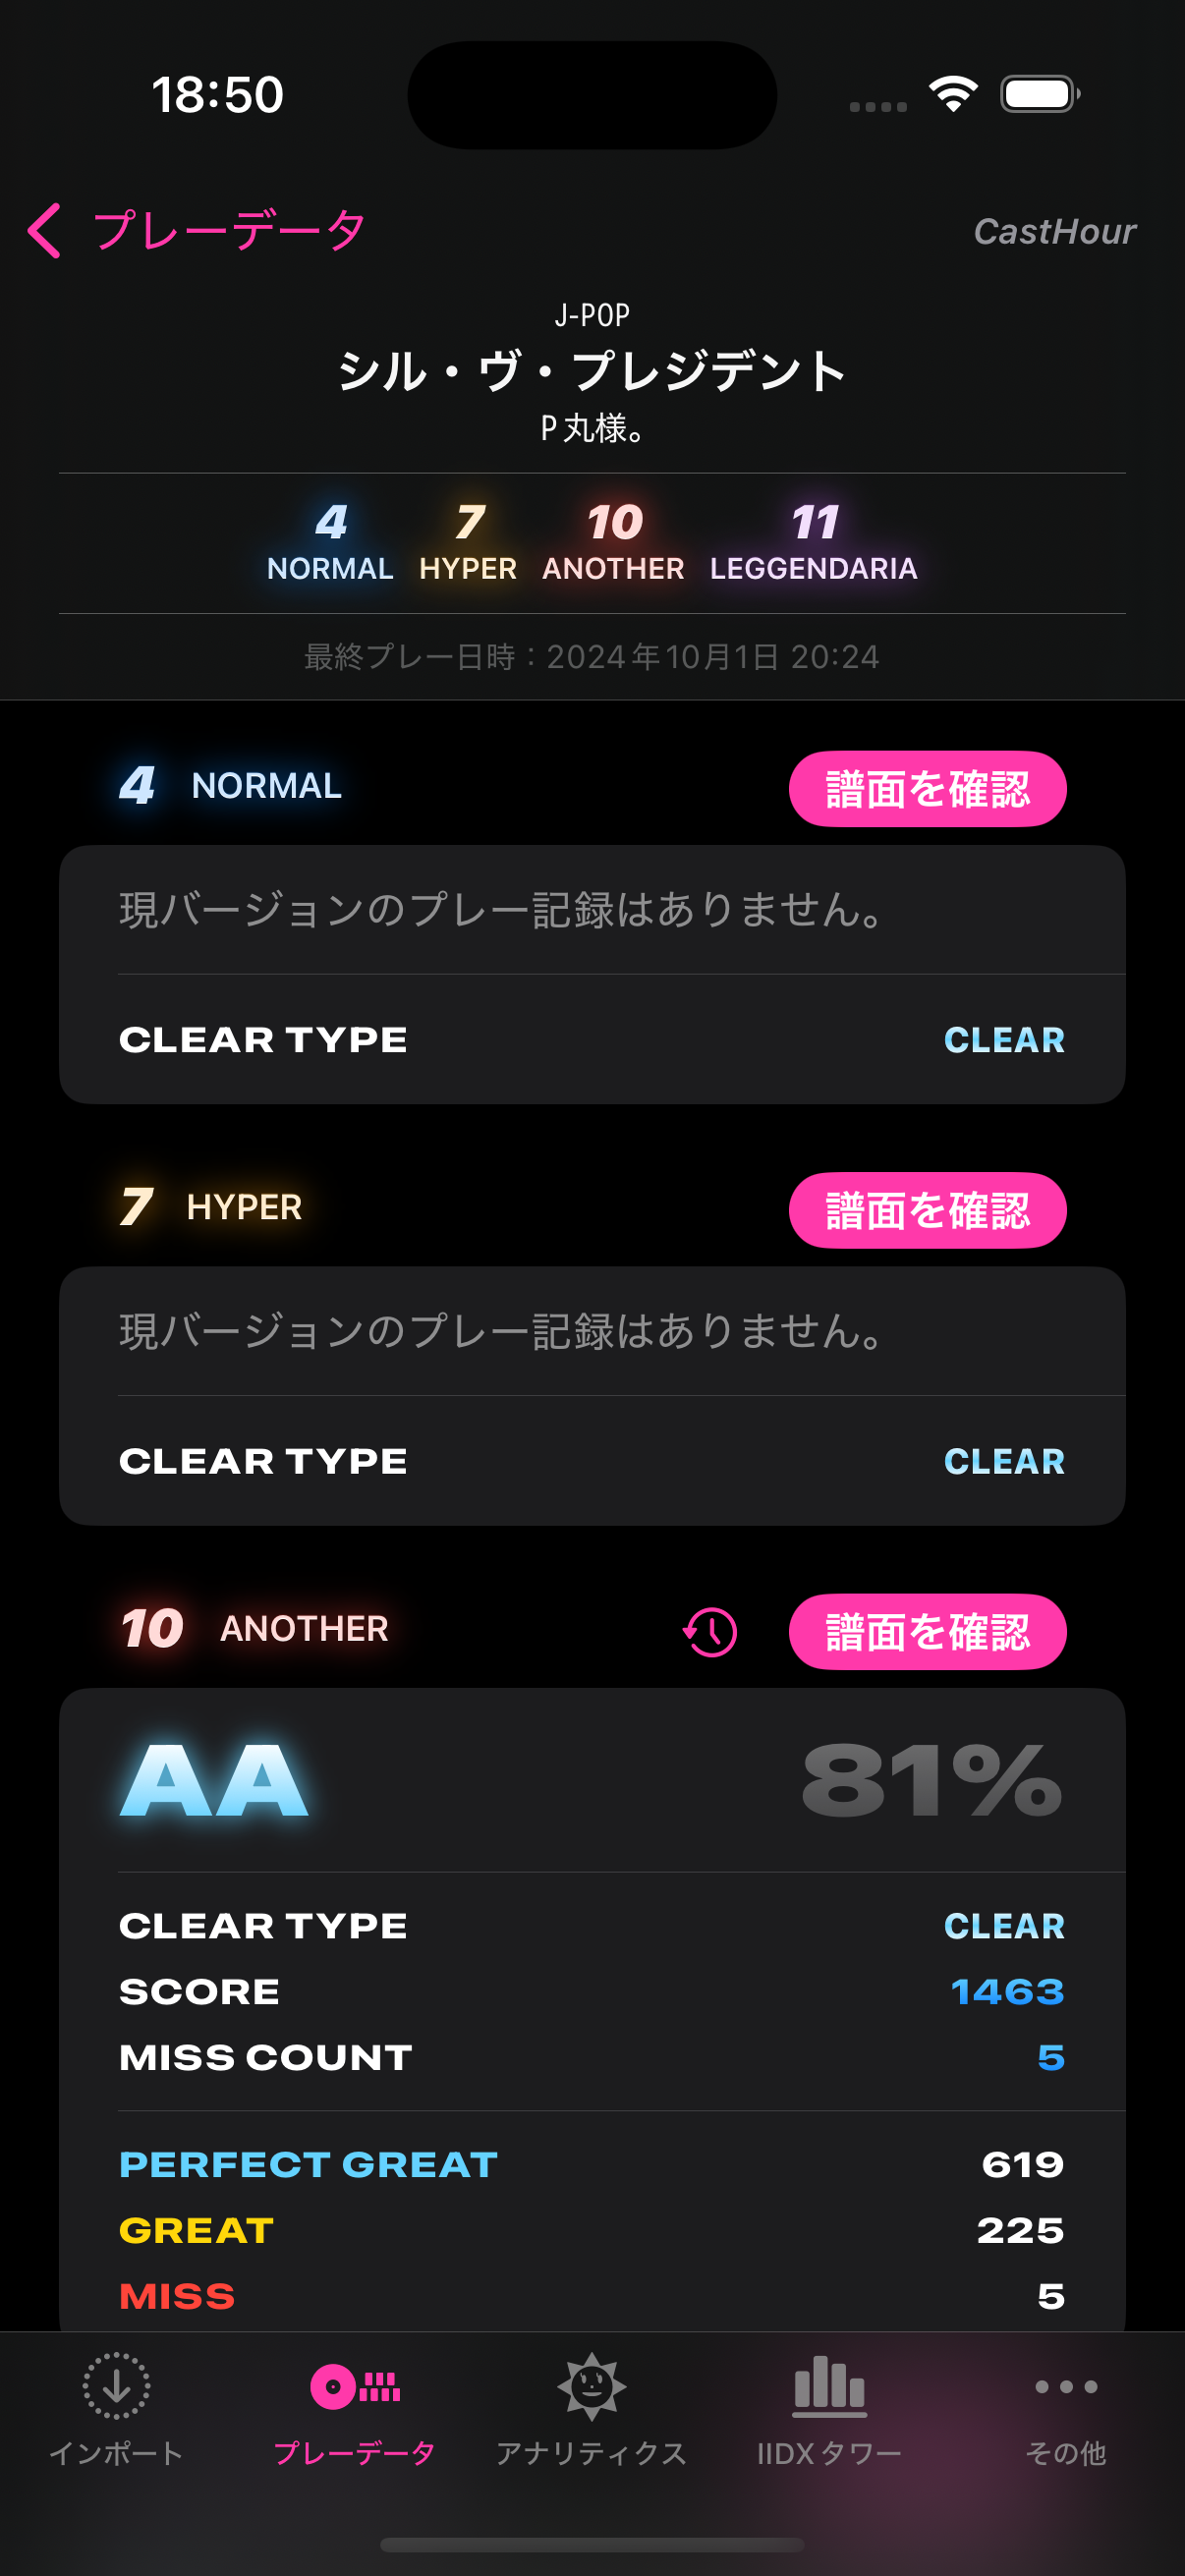 18:50
プレーデータ
CastHour
J-POP
シル・ヴ・プレジデント
P丸様。
4 7 10 11
NORMAL HYPER ANOTHER LEGGENDARIA
最終プレー日時：2024年10月1日 20:24
4 NORMAL 譜面を確認
現バージョンのプレー記録はありません。
CLEAR TYPE CLEAR
7 HYPER 譜面を確認
現バージョンのプレー記録はありません。
CLEAR TYPE CLEAR
10 ANOTHER 譜面を確認
AA 81%
CLEAR TYPE CLEAR
SCORE 1463
MISS COUNT 5
PERFECT GREAT 619
GREAT 225
MISS 5
インポート プレーデータ アナリティクス IIDXタワー その他